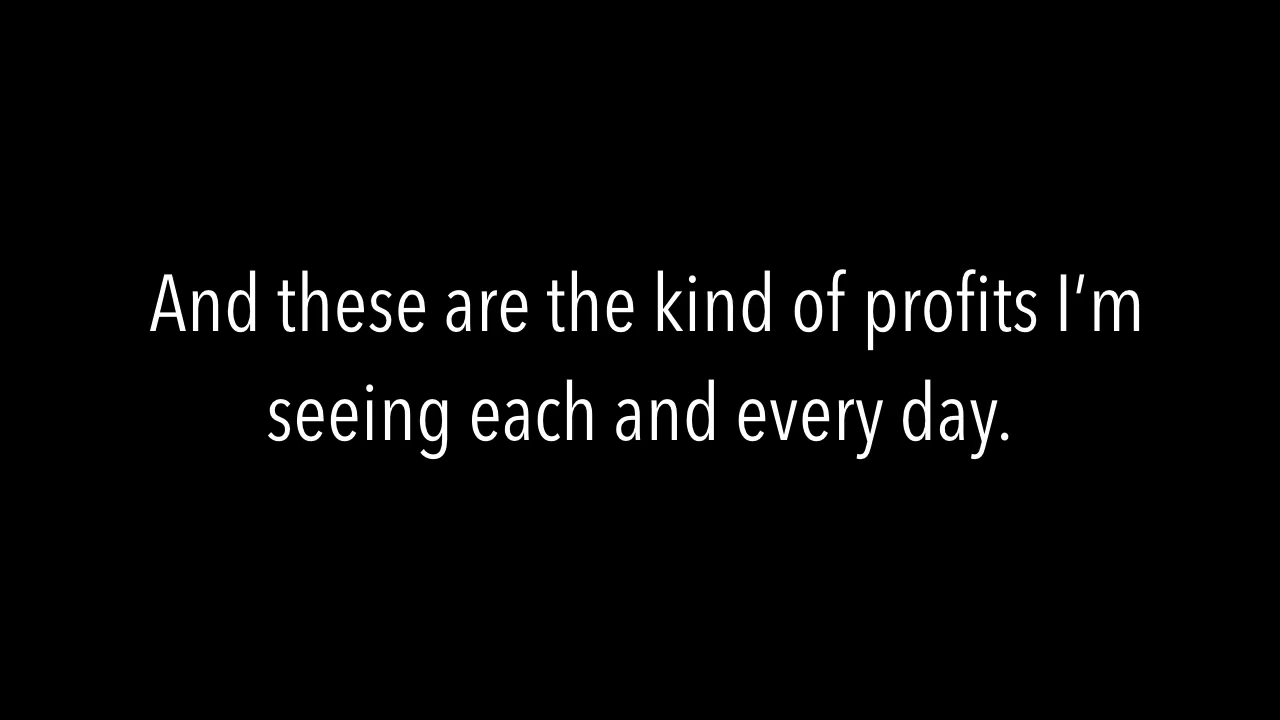 And these are the kind of profits I’m
seeing each and every day.